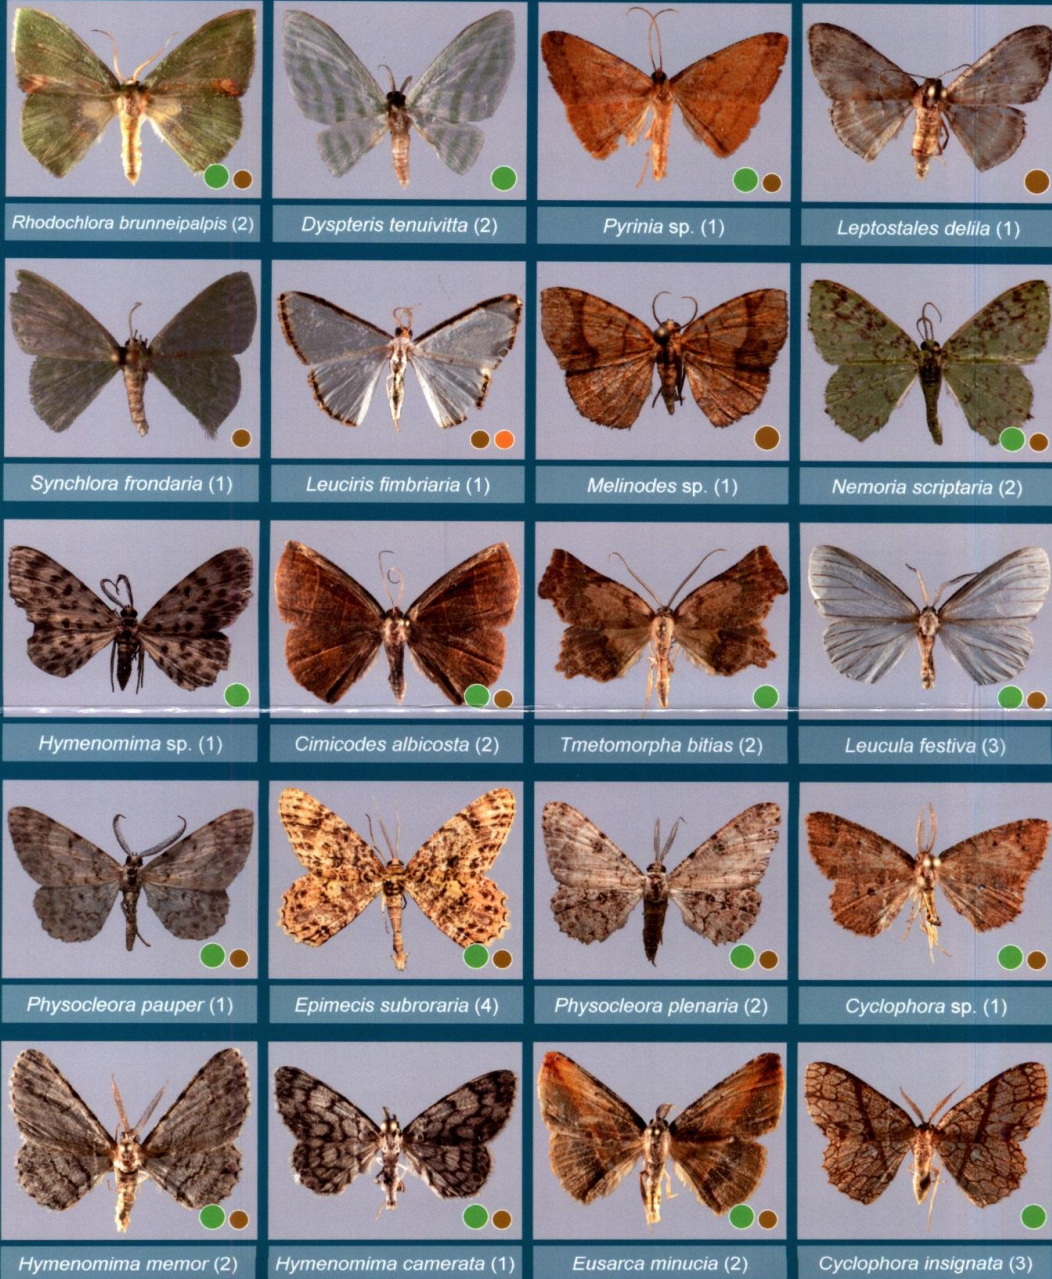 Rhodochlora brunneipalpis (2)
Dyspteris tenuivitta (2)
Pyrinia sp. (1)
Leptostales delila (1)
Synchlora frondaria (1)
Leuciris fimbriaria (1)
Melinodes sp. (1)
Nemoria scriptaria (2)
Hymenomima sp. (1)
Cimicodes albicosta (2)
Tmetomorpha bitias (2)
Leucula festiva (3)
Physocleora pauper (1)
Epimecis subroraria (4)
Physocleora plenaria (2)
Cyclophora sp. (1)
Hymenomima memor (2)
Hymenomima camerata (1)
Eusarca minucia (2)
Cyclophora insignata (3)